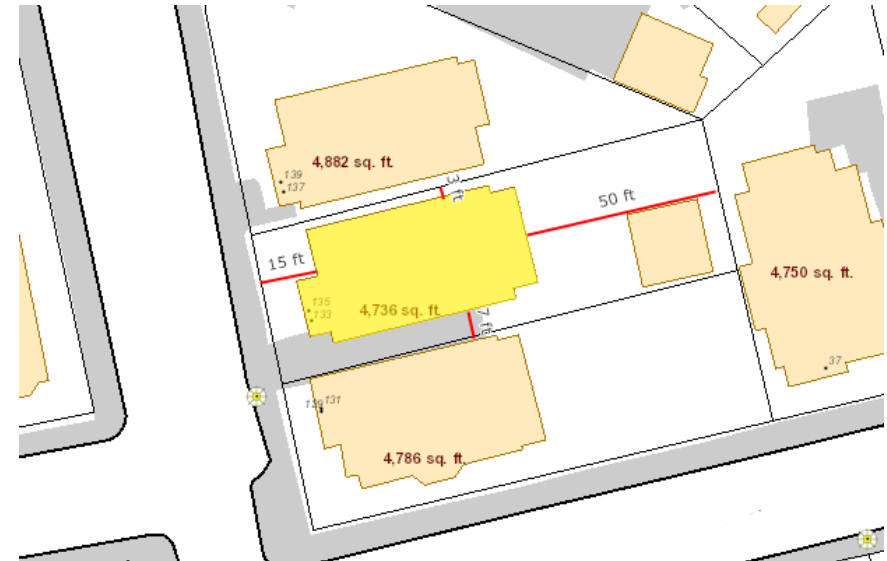 4,882 sq. ft.
139
137
3 ft
50 ft
15 ft
4,750 sq. ft.
135
133
4,736 sq. ft.
7 ft
37
131
4,786 sq. ft.